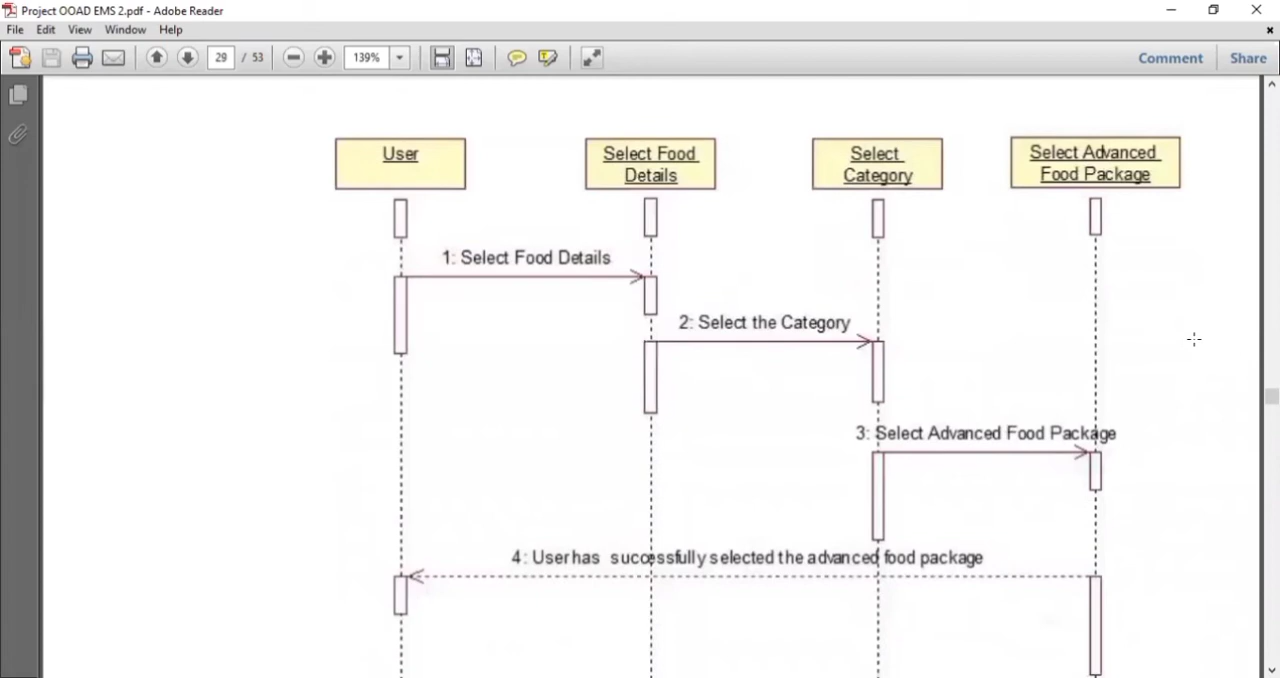 Project OOAD EMS 2.pdf - Adobe Reader
File Edit View Window Help
29 / 53 139% Comment Share
User
Select Food
Details
Select
Category
Select Advanced
Food Package
1: Select Food Details
2: Select the Category
3: Select Advanced Food Package
4: User has successfully selected the advanced food package